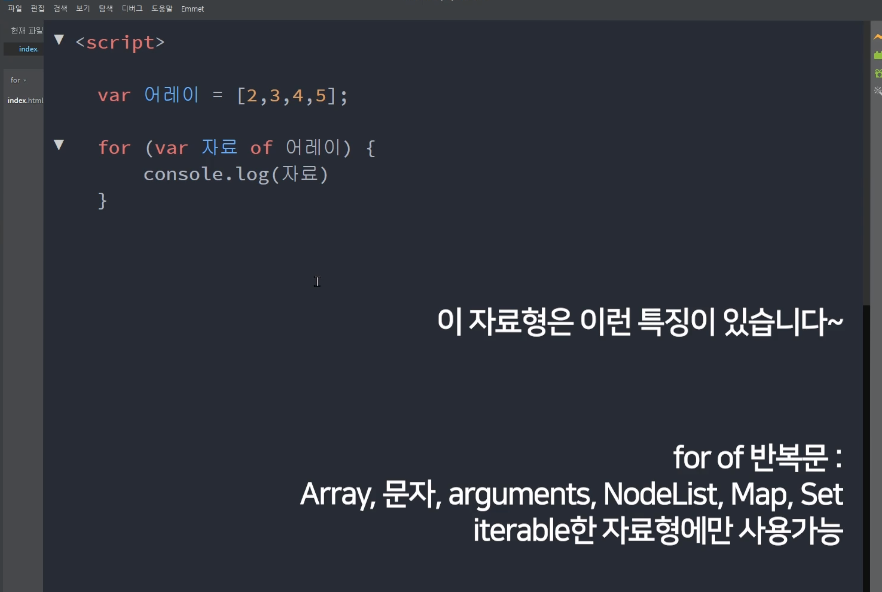 파일 편집 검색 보기 탐색 디버그 도움말 Emmet
현재 파일
index
for -
index.html
<script>
var 어레이 = [2,3,4,5];
for (var 자료 of 어레이) {
console.log(자료)
}
이 자료형은 이런 특징이 있습니다~
for of 반복문 :
Array, 문자, arguments, NodeList, Map, Set
iterable한 자료형에만 사용가능